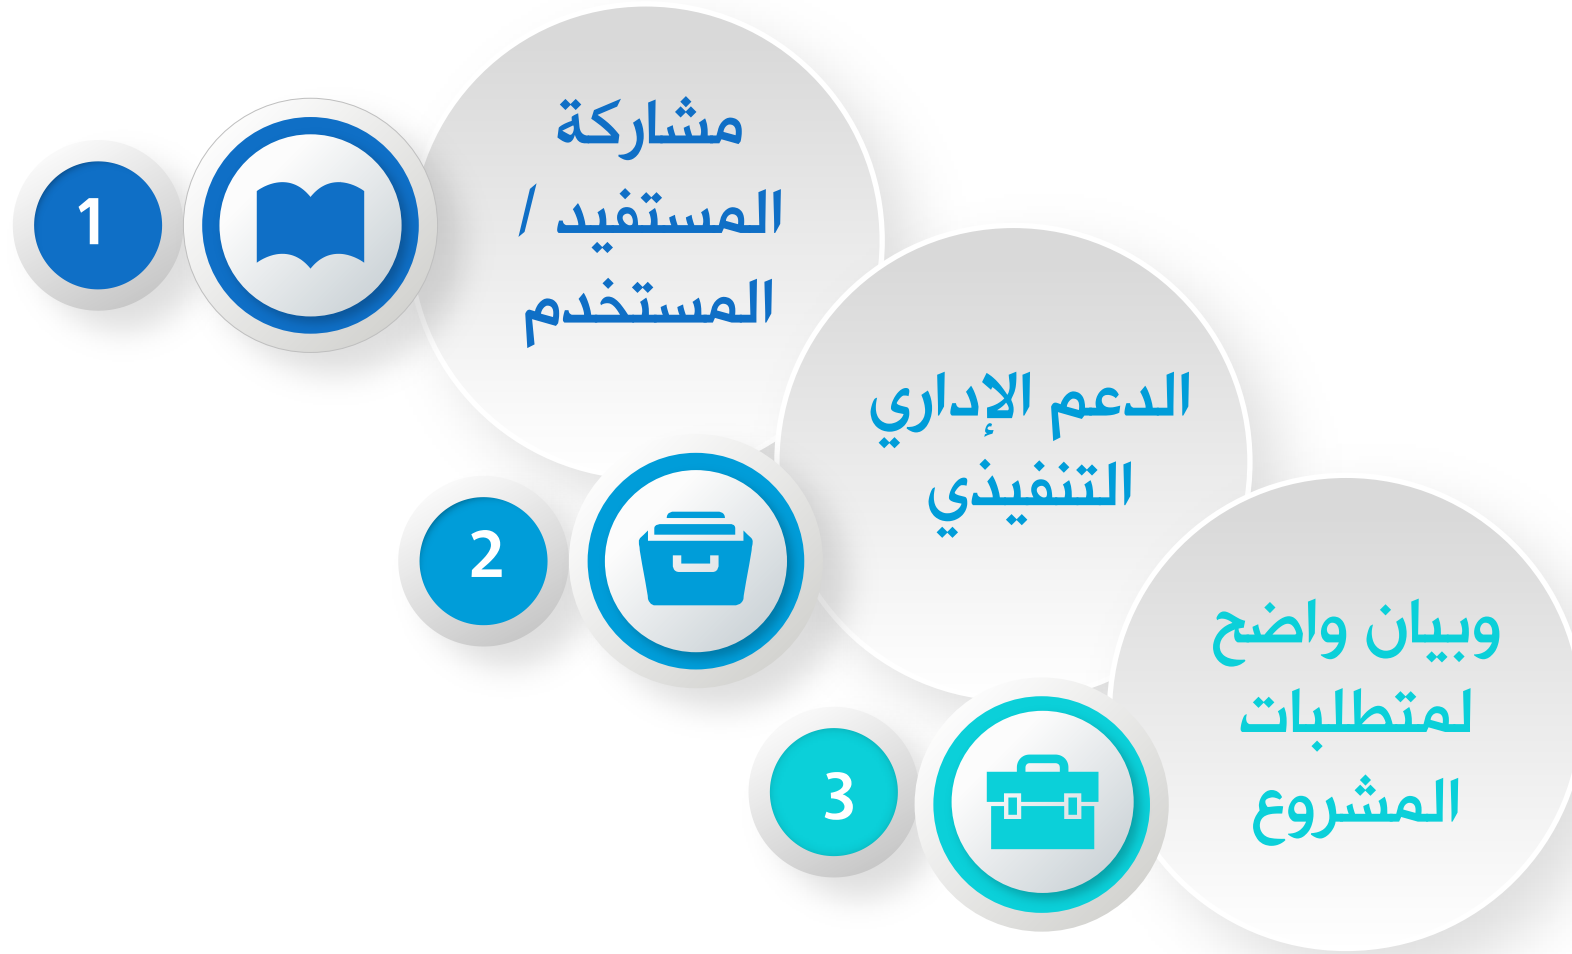 1
مشاركة
المستفيد /
المستخدم
2
الدعم الإداري
التنفيذي
3
وبيان واضح
لمتطلبات
المشروع